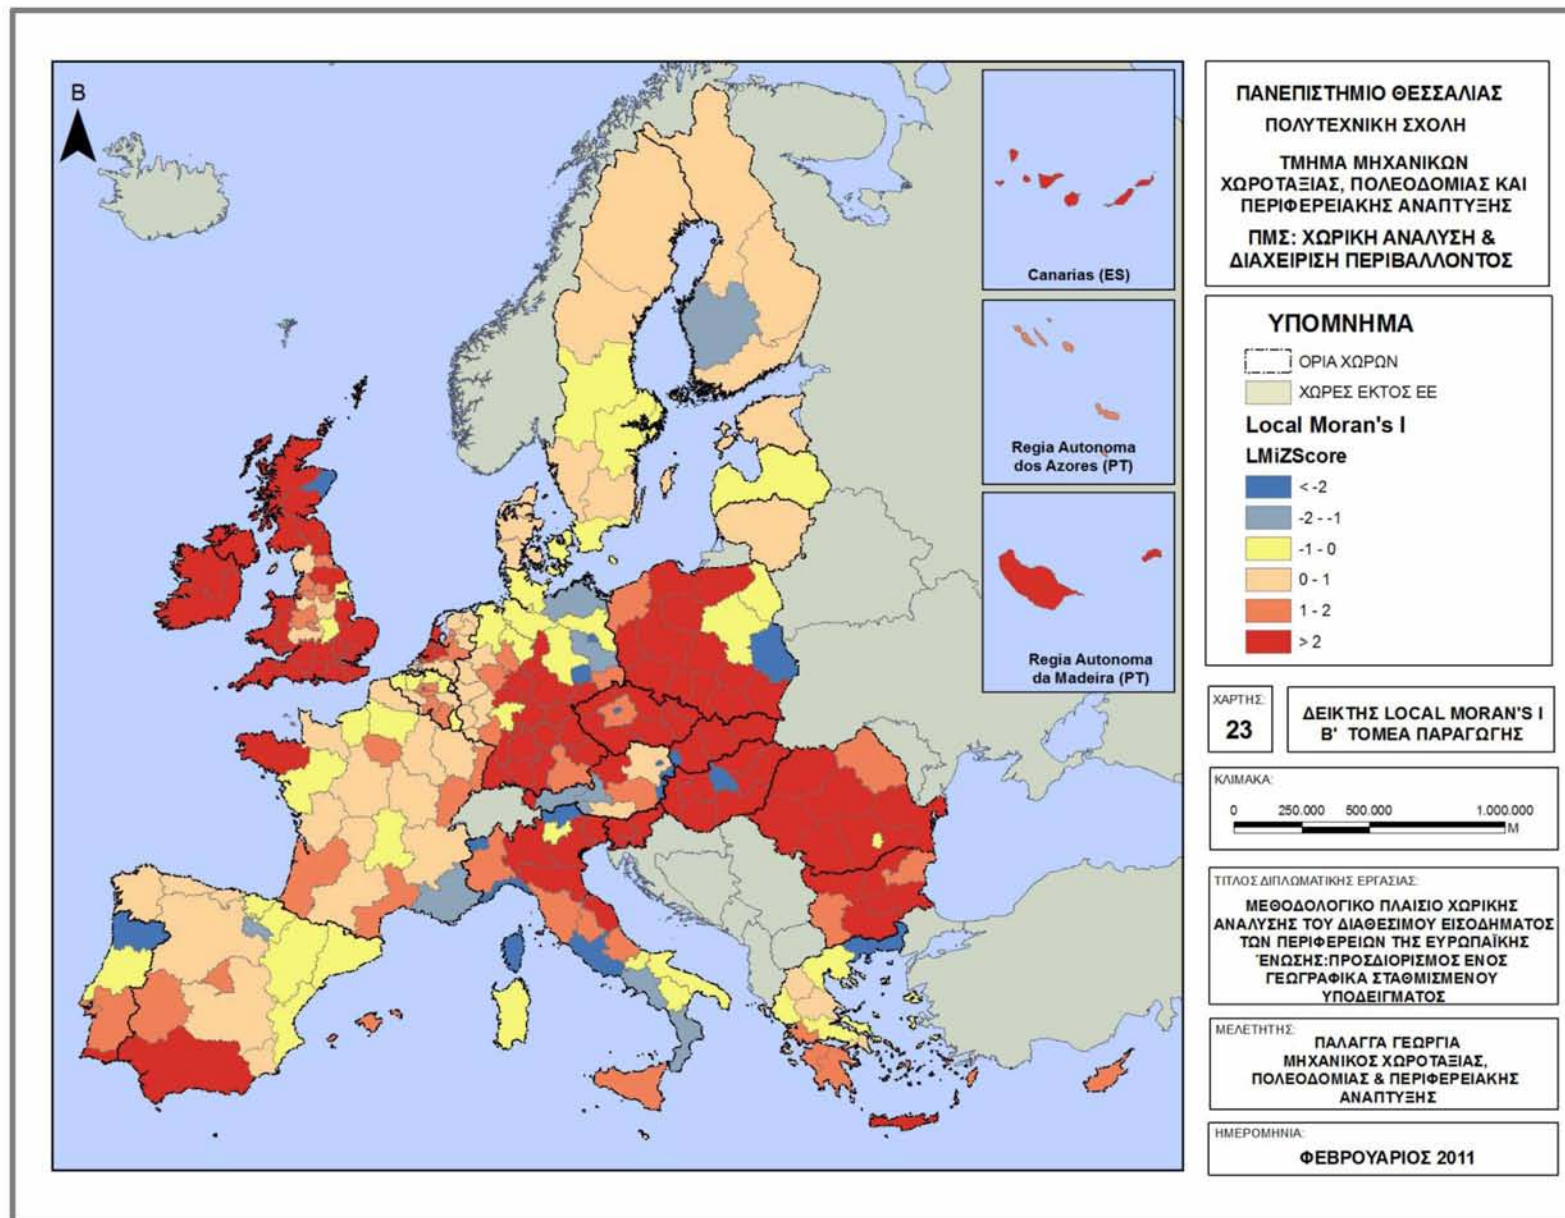 B
Canarias (ES)
Regia Autonoma
dos Azores (PT)
Regia Autonoma
da Madeira (PT)
ΠΑΝΕΠΙΣΤΗΜΙΟ ΘΕΣΣΑΛΙΑΣ
ΠΟΛΥΤΕΧΝΙΚΗ ΣΧΟΛΗ
ΤΜΗΜΑ ΜΗΧΑΝΙΚΩΝ
ΧΩΡΟΤΑΞΙΑΣ, ΠΟΛΕΟΔΟΜΙΑΣ ΚΑΙ
ΠΕΡΙΦΕΡΕΙΑΚΗΣ ΑΝΑΠΤΥΞΗΣ
ΠΜΣ: ΧΩΡΙΚΗ ΑΝΑΛΥΣΗ &
ΔΙΑΧΕΙΡΙΣΗ ΠΕΡΙΒΑΛΛΟΝΤΟΣ
ΥΠΟΜΝΗΜΑ
ΟΡΙΑ ΧΩΡΩΝ
ΧΩΡΕΣ ΕΚΤΟΣ ΕΕ
Local Moran's I
LMiZScore
< -2
-2 - -1
-1 - 0
0 - 1
1 - 2
> 2
ΧΑΡΤΗΣ:
23
ΔΕΙΚΤΗΣ LOCAL MORAN'S I
Β' ΤΟΜΕΑ ΠΑΡΑΓΩΓΗΣ
ΚΛΙΜΑΚΑ:
0 250.000 500.000 1.000.000
M
ΤΙΤΛΟΣ ΔΙΠΛΩΜΑΤΙΚΗΣ ΕΡΓΑΣΙΑΣ:
ΜΕΘΟΔΟΛΟΓΙΚΟ ΠΛΑΙΣΙΟ ΧΩΡΙΚΗΣ
ΑΝΑΛΥΣΗΣ ΤΟΥ ΔΙΑΘΕΣΙΜΟΥ ΕΙΣΟΔΗΜΑΤΟΣ
ΤΩΝ ΠΕΡΙΦΕΡΕΙΩΝ ΤΗΣ ΕΥΡΩΠΑΪΚΗΣ
ΈΝΩΣΗΣ:ΠΡΟΣΔΙΟΡΙΣΜΟΣ ΕΝΟΣ
ΓΕΩΓΡΑΦΙΚΑ ΣΤΑΘΜΙΣΜΕΝΟΥ
ΥΠΟΔΕΙΓΜΑΤΟΣ
ΜΕΛΕΤΗΤΗΣ:
ΠΑΛΑΓΓΑ ΓΕΩΡΓΙΑ
ΜΗΧΑΝΙΚΟΣ ΧΩΡΟΤΑΞΙΑΣ,
ΠΟΛΕΟΔΟΜΙΑΣ & ΠΕΡΙΦΕΡΕΙΑΚΗΣ
ΑΝΑΠΤΥΞΗΣ
ΗΜΕΡΟΜΗΝΙΑ:
ΦΕΒΡΟΥΑΡΙΟΣ 2011